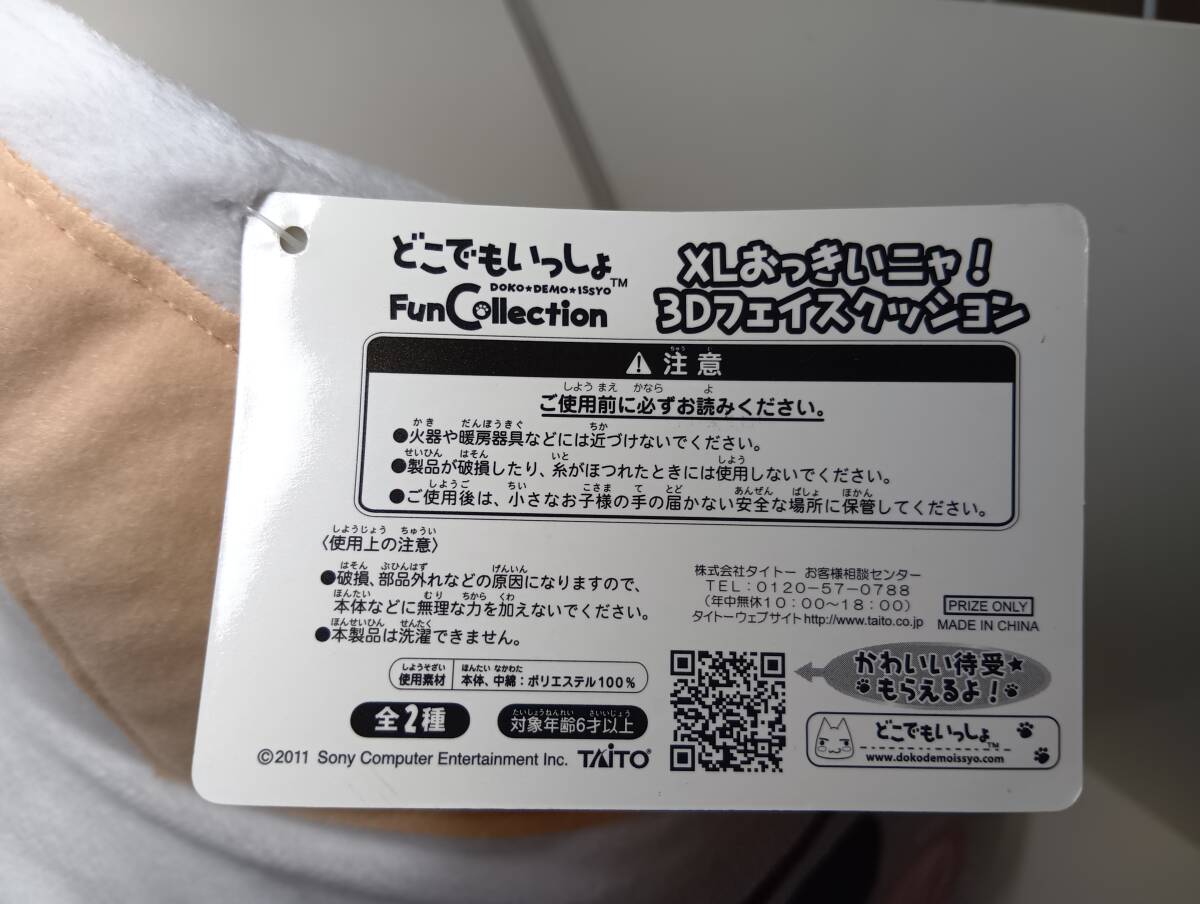 どこでもいっしょ™
DOKO★DEMO★ISSYO
Fun Collection
XLおっきいニャ!
3Dフェイスクッション
注意
ご使用前に必ずお読みください。
●火器や暖房器具などには近づけないでください。
●製品が破損したり、糸がほつれたときには使用しないでください。
●ご使用後は、小さなお子様の手の届かない安全な場所に保管してください。
〈使用上の注意〉
●破損、部品外れなどの原因になりますので、
本体などに無理な力を加えないでください。
●本製品は洗濯できません。
使用素材 本体、中綿:ポリエステル100%
全2種
対象年齢6才以上
©2011 Sony Computer Entertainment Inc. TAITO®
株式会社タイトー お客様相談センター
TEL:0120-57-0788
(年中無休10:00~18:00)
タイトーウェブサイトhttp://www.taito.co.jp
PRIZE ONLY
MADE IN CHINA
かわいい待受★
もらえるよ!
どこでもいっしょ™
www.dokodemoissyo.com